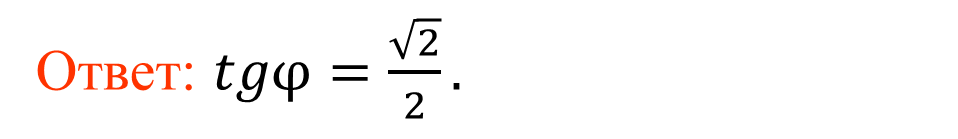 Ответ: tgφ = √2/2.